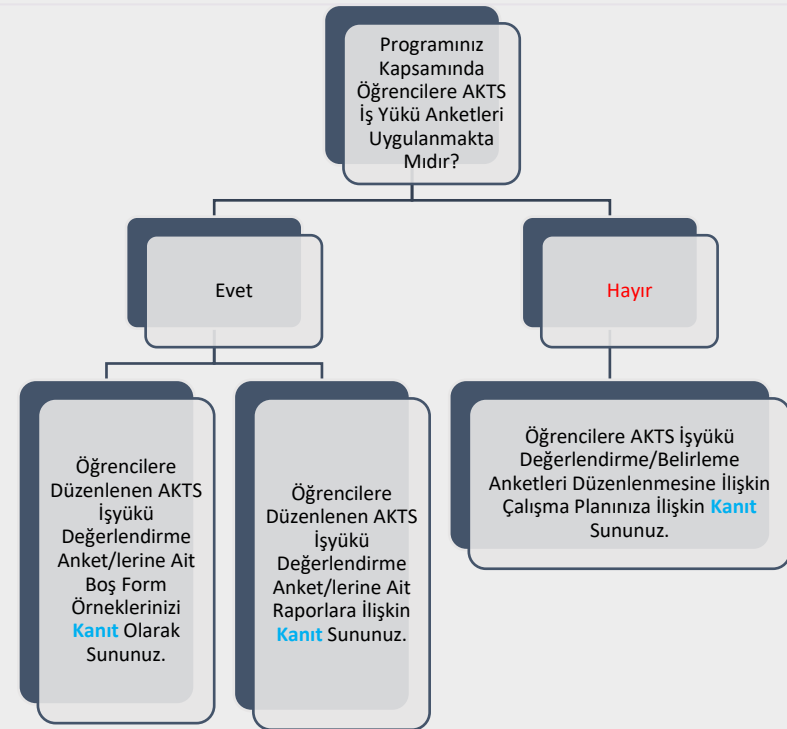 Programınız
Kapsamında
Öğrencilere AKTS
İş Yükü Anketleri
Uygulanmakta
Mıdır?
Evet
Hayır
Öğrencilere
Düzenlenen AKTS
İşyükü
Değerlendirme
Anket/lerine Ait
Boş Form
Örneklerinizi
Kanıt Olarak
Sununuz.
Öğrencilere
Düzenlenen AKTS
İşyükü
Değerlendirme
Anket/lerine Ait
Raporlara İlişkin
Kanıt Sununuz.
Öğrencilere AKTS İşyükü
Değerlendirme/Belirleme
Anketleri Düzenlenmesine İlişkin
Çalışma Planınıza İlişkin Kanıt
Sununuz.